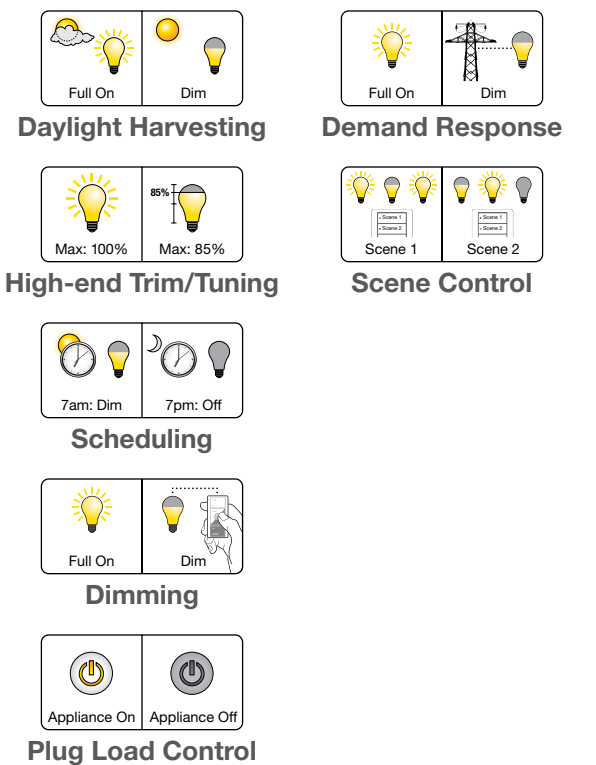 Full On
Dim
Daylight Harvesting
Full On
Dim
Demand Response
85%
Max: 100%
Max: 85%
High-end Trim/Tuning
• Scene 1
• Scene 2
• Scene 1
• Scene 2
Scene 1
Scene 2
Scene Control
7am: Dim
7pm: Off
Scheduling
Full On
Dim
Dimming
Appliance On
Appliance Off
Plug Load Control